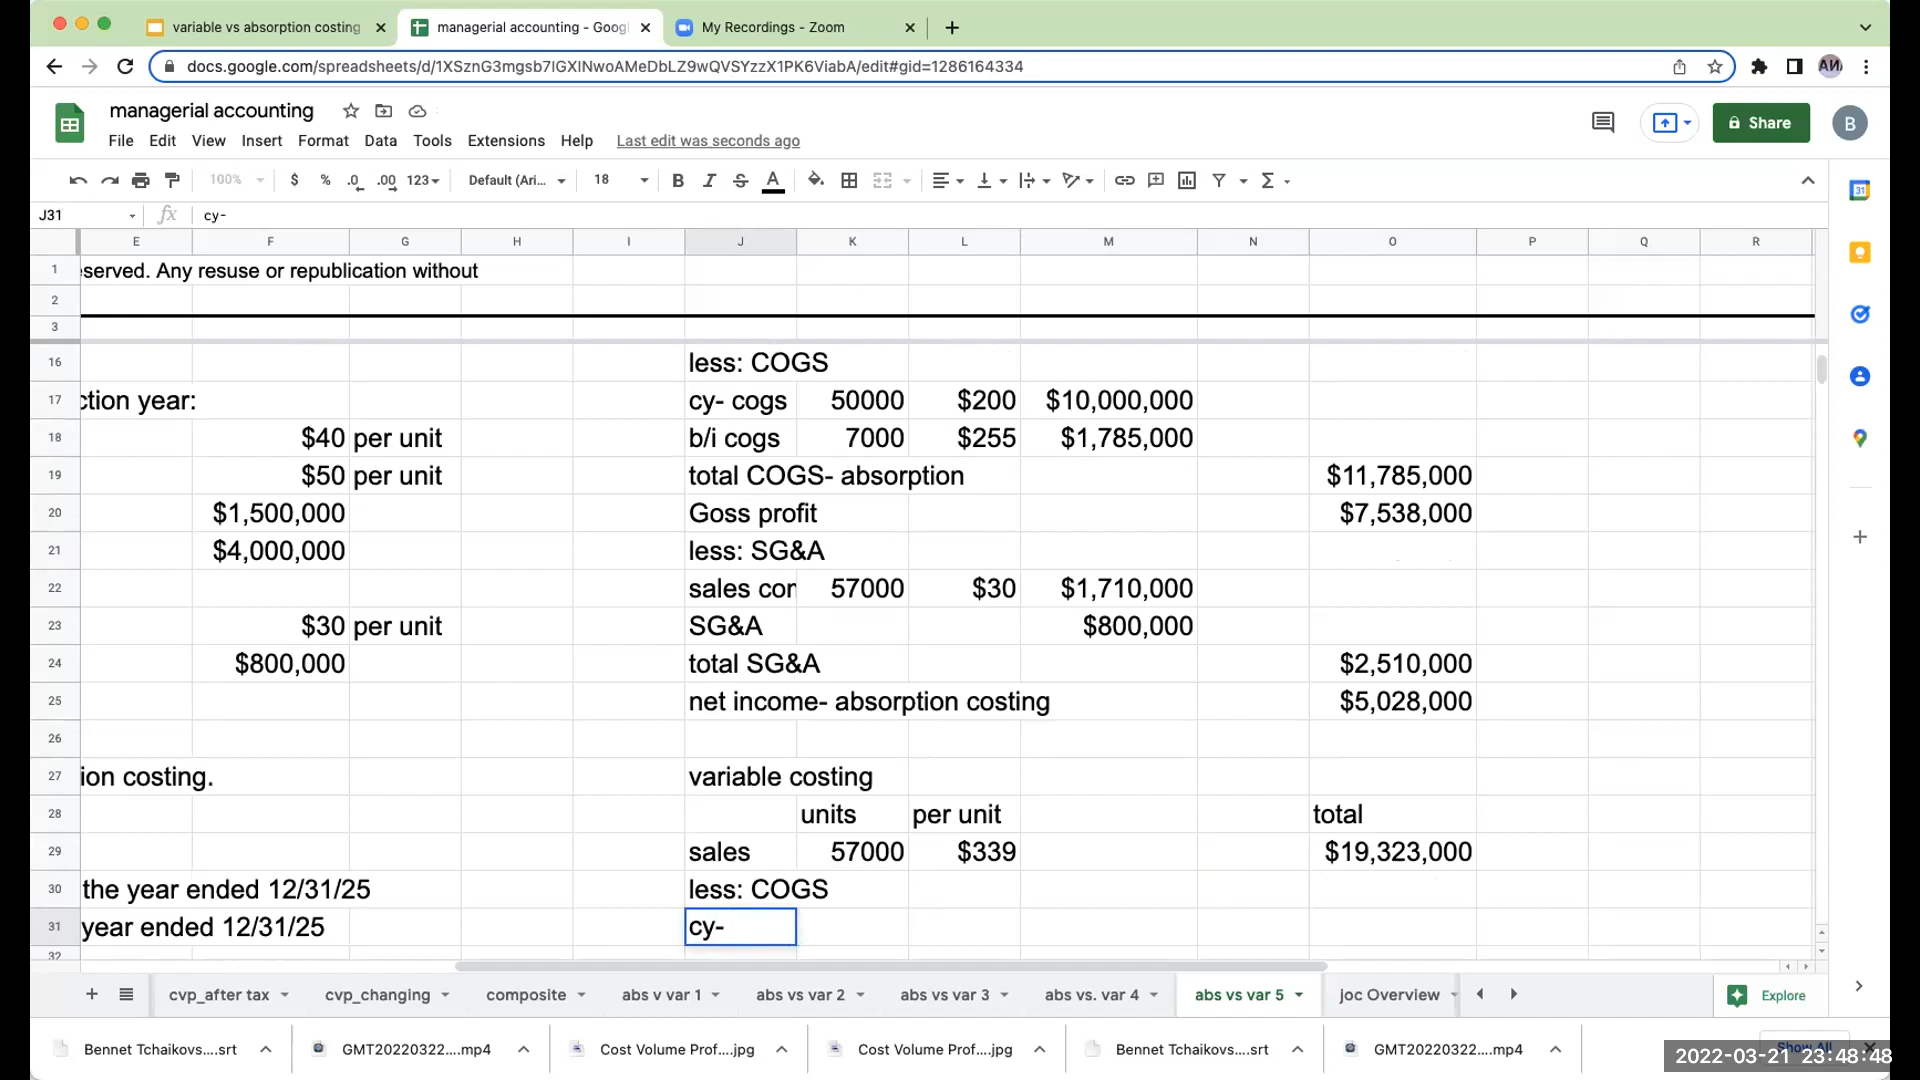 variable vs absorption costing
managerial accounting - Goog
My Recordings - Zoom
docs.google.com/spreadsheets/d/1XSznG3mgsb7lGXlNwoAMeDbLZ9wQVSYzzX1PK6ViabA/edit#gid=1286164334
managerial accounting
File Edit View Insert Format Data Tools Extensions Help Last edit was seconds ago
Share
B
100% $ % .0 .00 123 Default (Ari... 18 B I S A
J31 fx cy-
E F G H I J K L M N O P Q R
1 served. Any resuse or republication without
2
3
16 less: COGS
17 ction year: cy- cogs 50000 $200 $10,000,000
18 $40 per unit b/i cogs 7000 $255 $1,785,000
19 $50 per unit total COGS- absorption $11,785,000
20 $1,500,000 Goss profit $7,538,000
21 $4,000,000 less: SG&A
22 sales cor 57000 $30 $1,710,000
23 $30 per unit SG&A $800,000
24 $800,000 total SG&A $2,510,000
25 net income- absorption costing $5,028,000
26
27 ion costing. variable costing
28 units per unit total
29 sales 57000 $339 $19,323,000
30 the year ended 12/31/25 less: COGS
31 year ended 12/31/25 cy-
32
cvp_after tax cvp_changing composite abs v var 1 abs vs var 2 abs vs var 3 abs vs. var 4 abs vs var 5 joc Overview Explore
Bennet Tchaikovs....srt GMT20220322....mp4 Cost Volume Prof....jpg Cost Volume Prof....jpg Bennet Tchaikovs....srt GMT20220322....mp4 Show All
2022-03-21 23:48:48